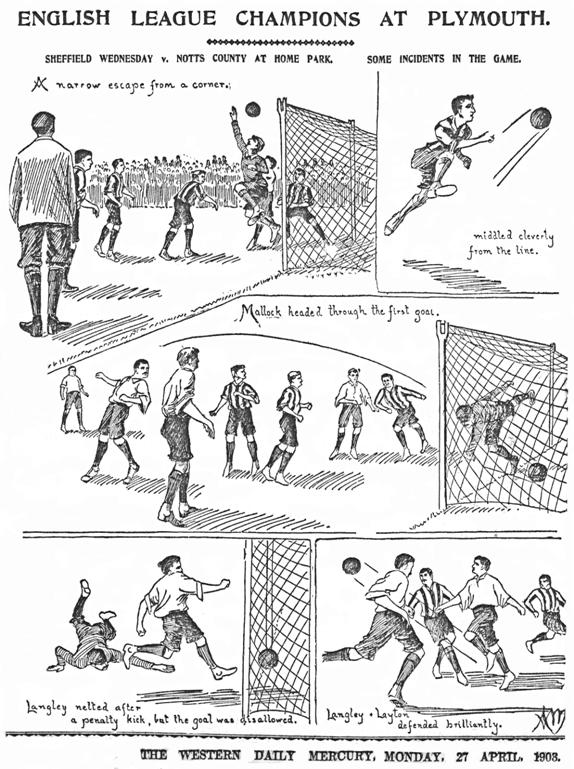 ENGLISH LEAGUE CHAMPIONS AT PLYMOUTH.
SHEFFIELD WEDNESDAY v. NOTTS COUNTY AT HOME PARK. SOME INCIDENTS IN THE GAME.
A narrow escape from a corner.
middled cleverly
from the line.
Mallock headed through the first goal.
Langley netted after
a penalty kick, but the goal was disallowed.
Langley + Layton
defended brilliantly.
THE WESTERN DAILY MERCURY, MONDAY, 27 APRIL, 1903.